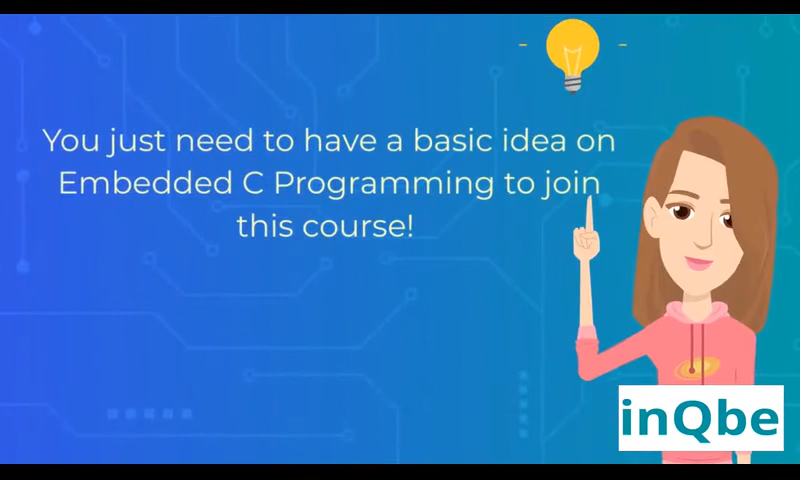 You just need to have a basic idea on
Embedded C Programming to join
this course!
inQbe